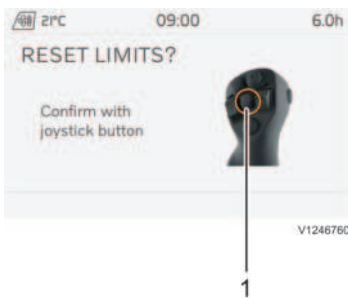 21°C 09:00 6.0h
RESET LIMITS?
Confirm with
joystick button
V1246760
1